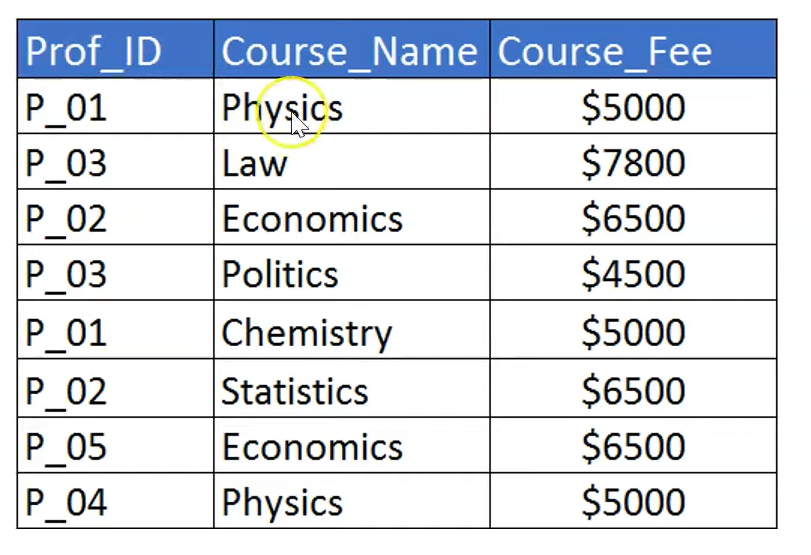 Prof_ID Course_Name Course_Fee
P_01 Physics $5000
P_03 Law $7800
P_02 Economics $6500
P_03 Politics $4500
P_01 Chemistry $5000
P_02 Statistics $6500
P_05 Economics $6500
P_04 Physics $5000